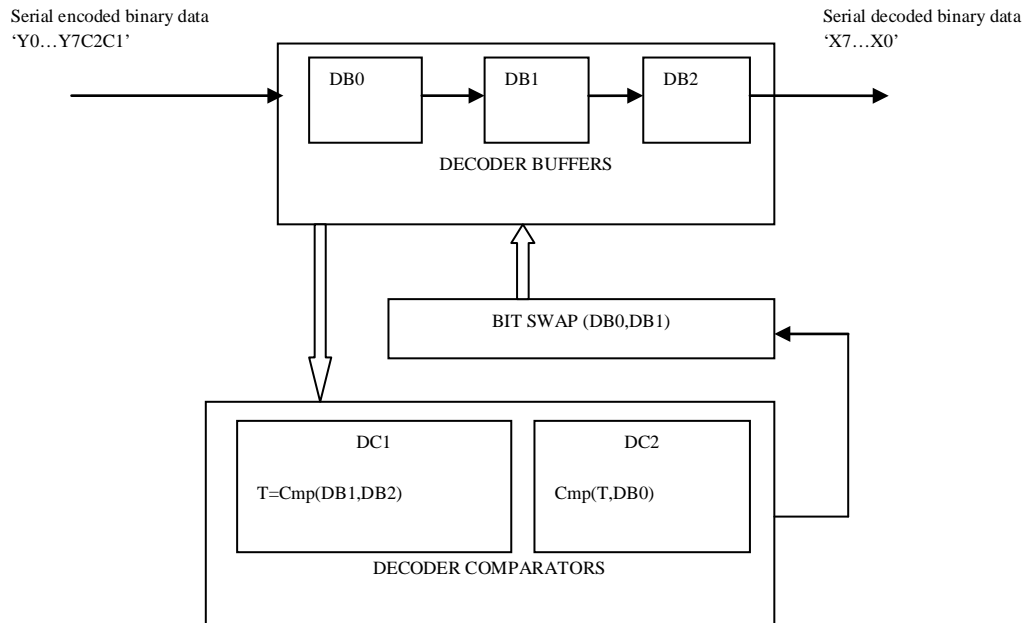 Serial encoded binary data
‘Y0…Y7C2C1’
Serial decoded binary data
‘X7…X0’
DB0
DB1
DB2
DECODER BUFFERS
BIT SWAP (DB0,DB1)
DC1
T=Cmp(DB1,DB2)
DC2
Cmp(T,DB0)
DECODER COMPARATORS